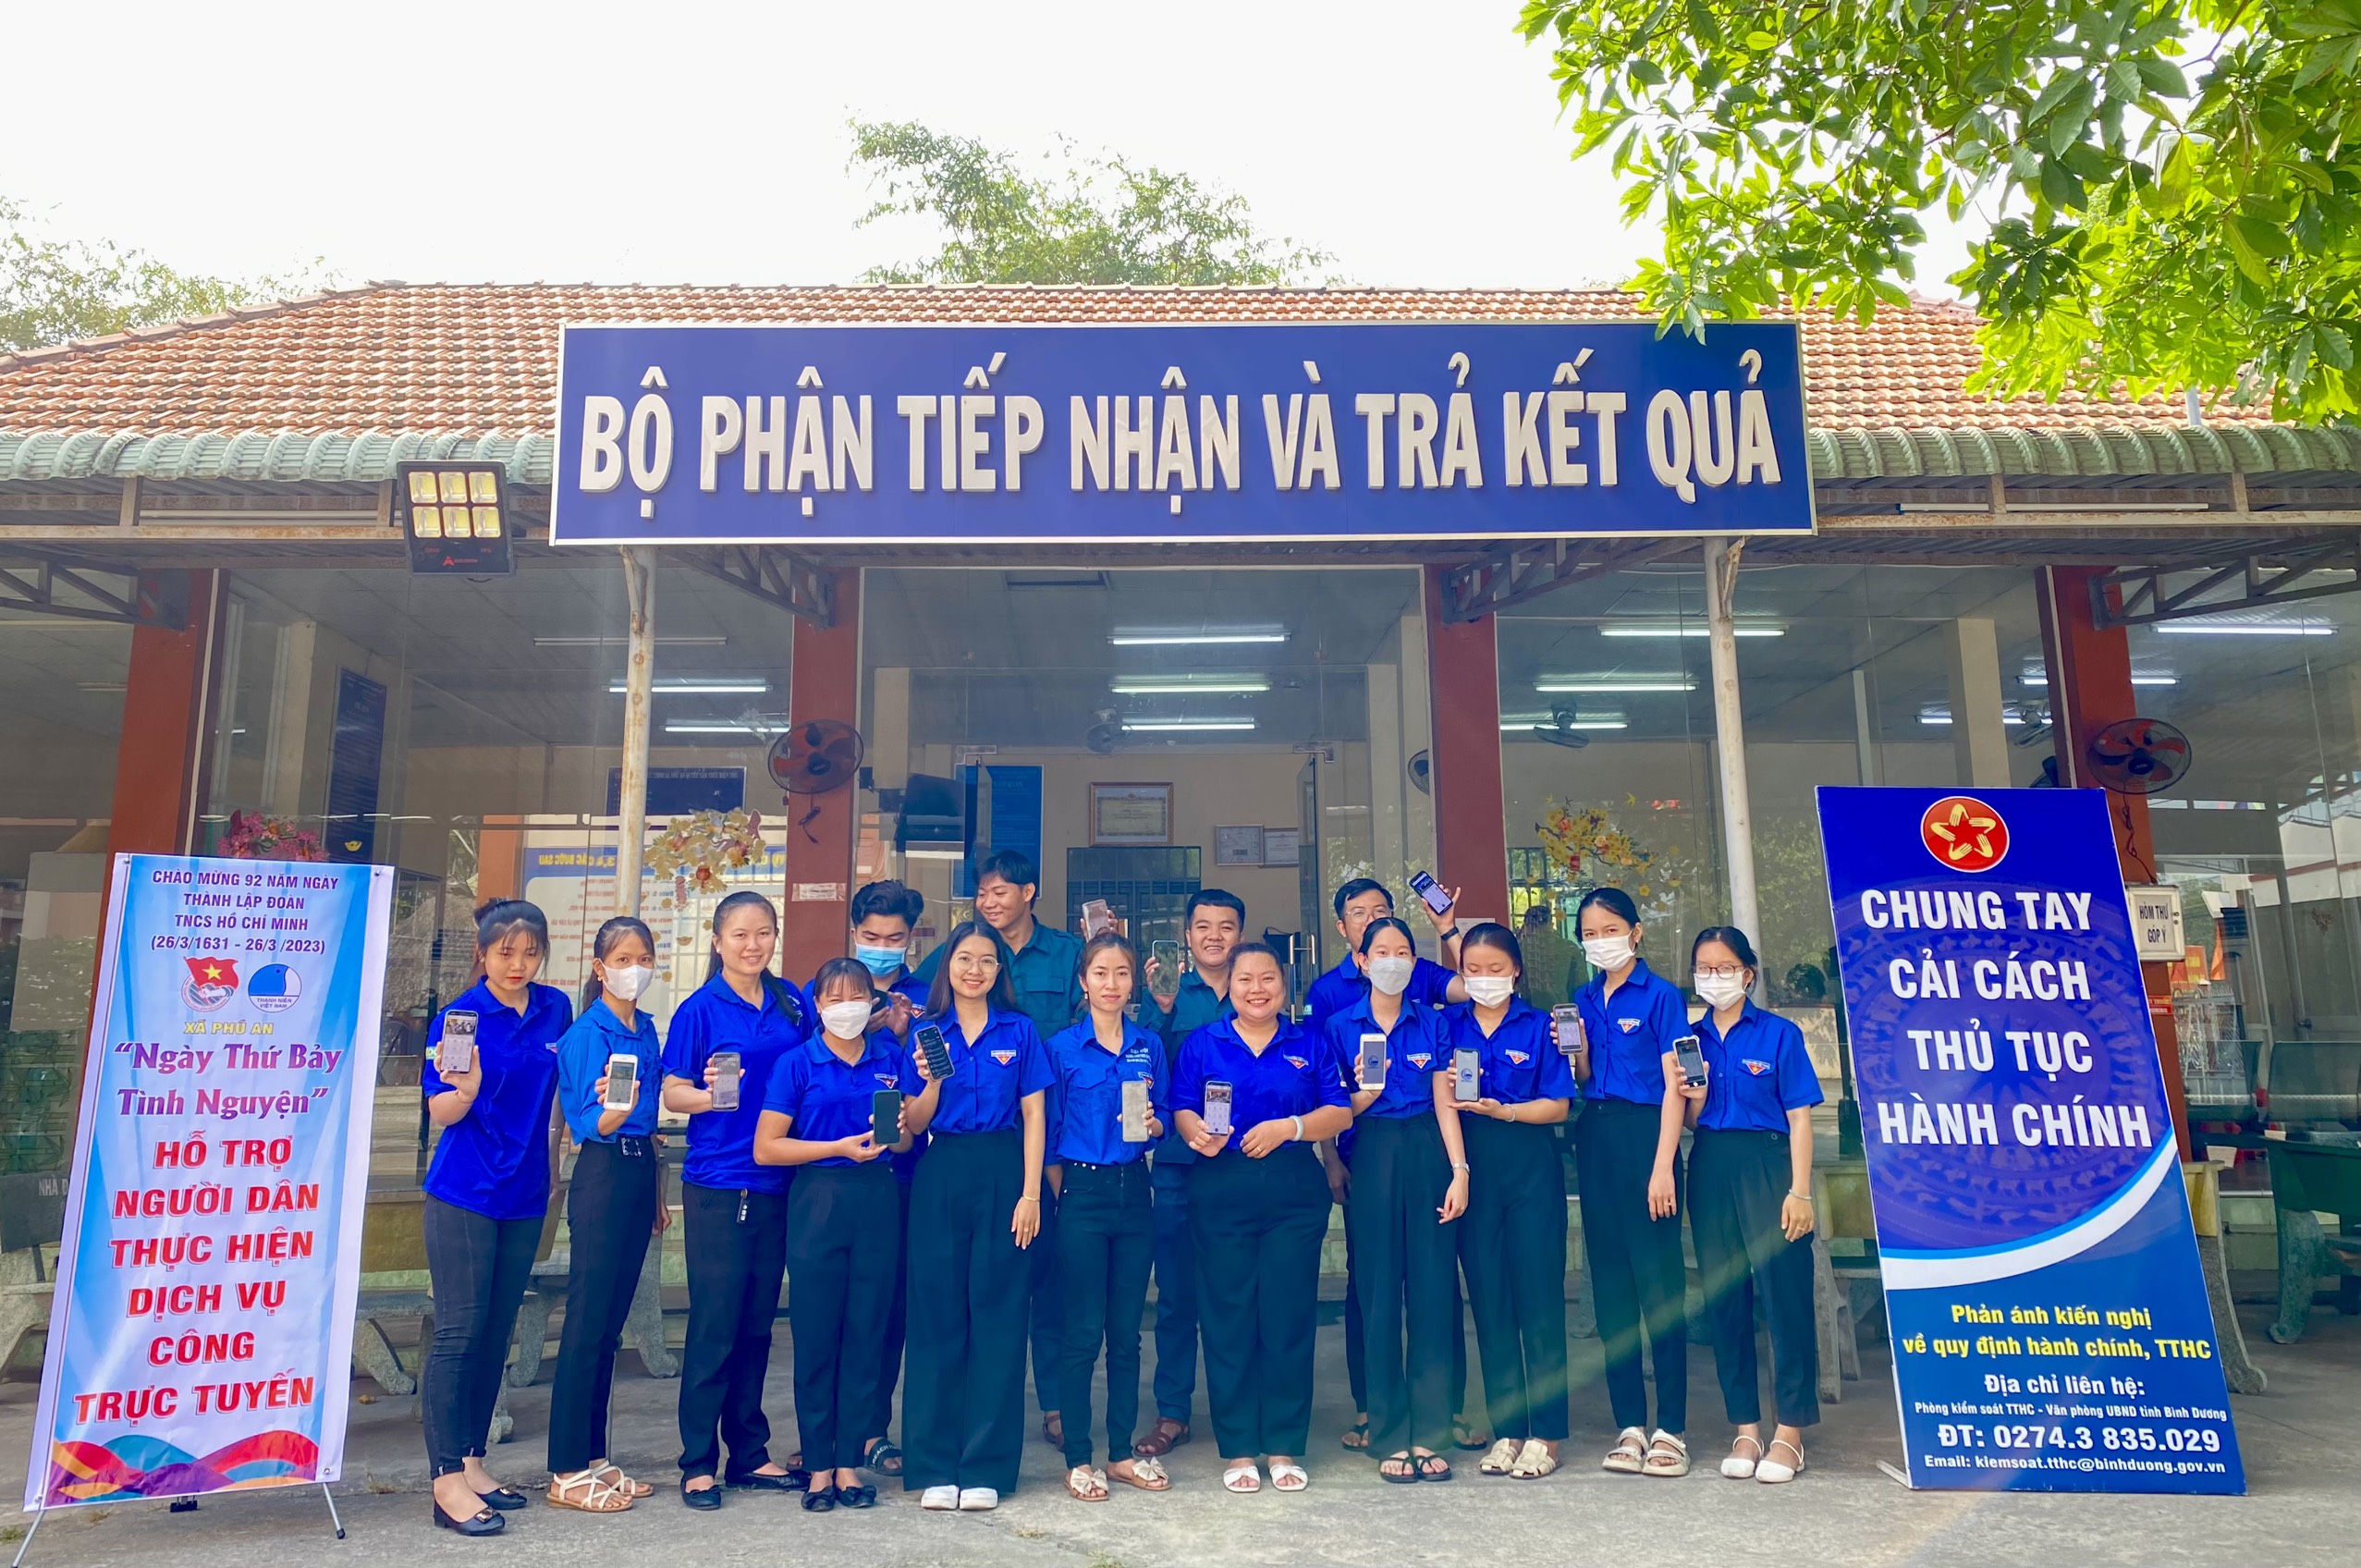 BỘ PHẬN TIẾP NHẬN VÀ TRẢ KẾT QUẢ
CHÀO MỪNG 92 NĂM NGÀY
THÀNH LẬP ĐOÀN
TNCS HỒ CHÍ MINH
(26/3/1631 - 26/3 /2023)
THANH NIÊN
VIỆT NAM
XÃ PHÚ AN
“Ngày Thứ Bảy
Tình Nguyện”
HỖ TRỢ
NGƯỜI DÂN
THỰC HIỆN
DỊCH VỤ
CÔNG
TRỰC TUYẾN
CHUNG TAY
CẢI CÁCH
THỦ TỤC
HÀNH CHÍNH
Phản ánh kiến nghị
về quy định hành chính, TTHC
Địa chỉ liên hệ:
Phòng kiểm soát TTHC - Văn phòng UBND tỉnh Bình Dương
ĐT: 0274.3 835.029
Email: kiemsoat.tthc@binhduong.gov.vn
HÒM THƯ
GÓP Ý